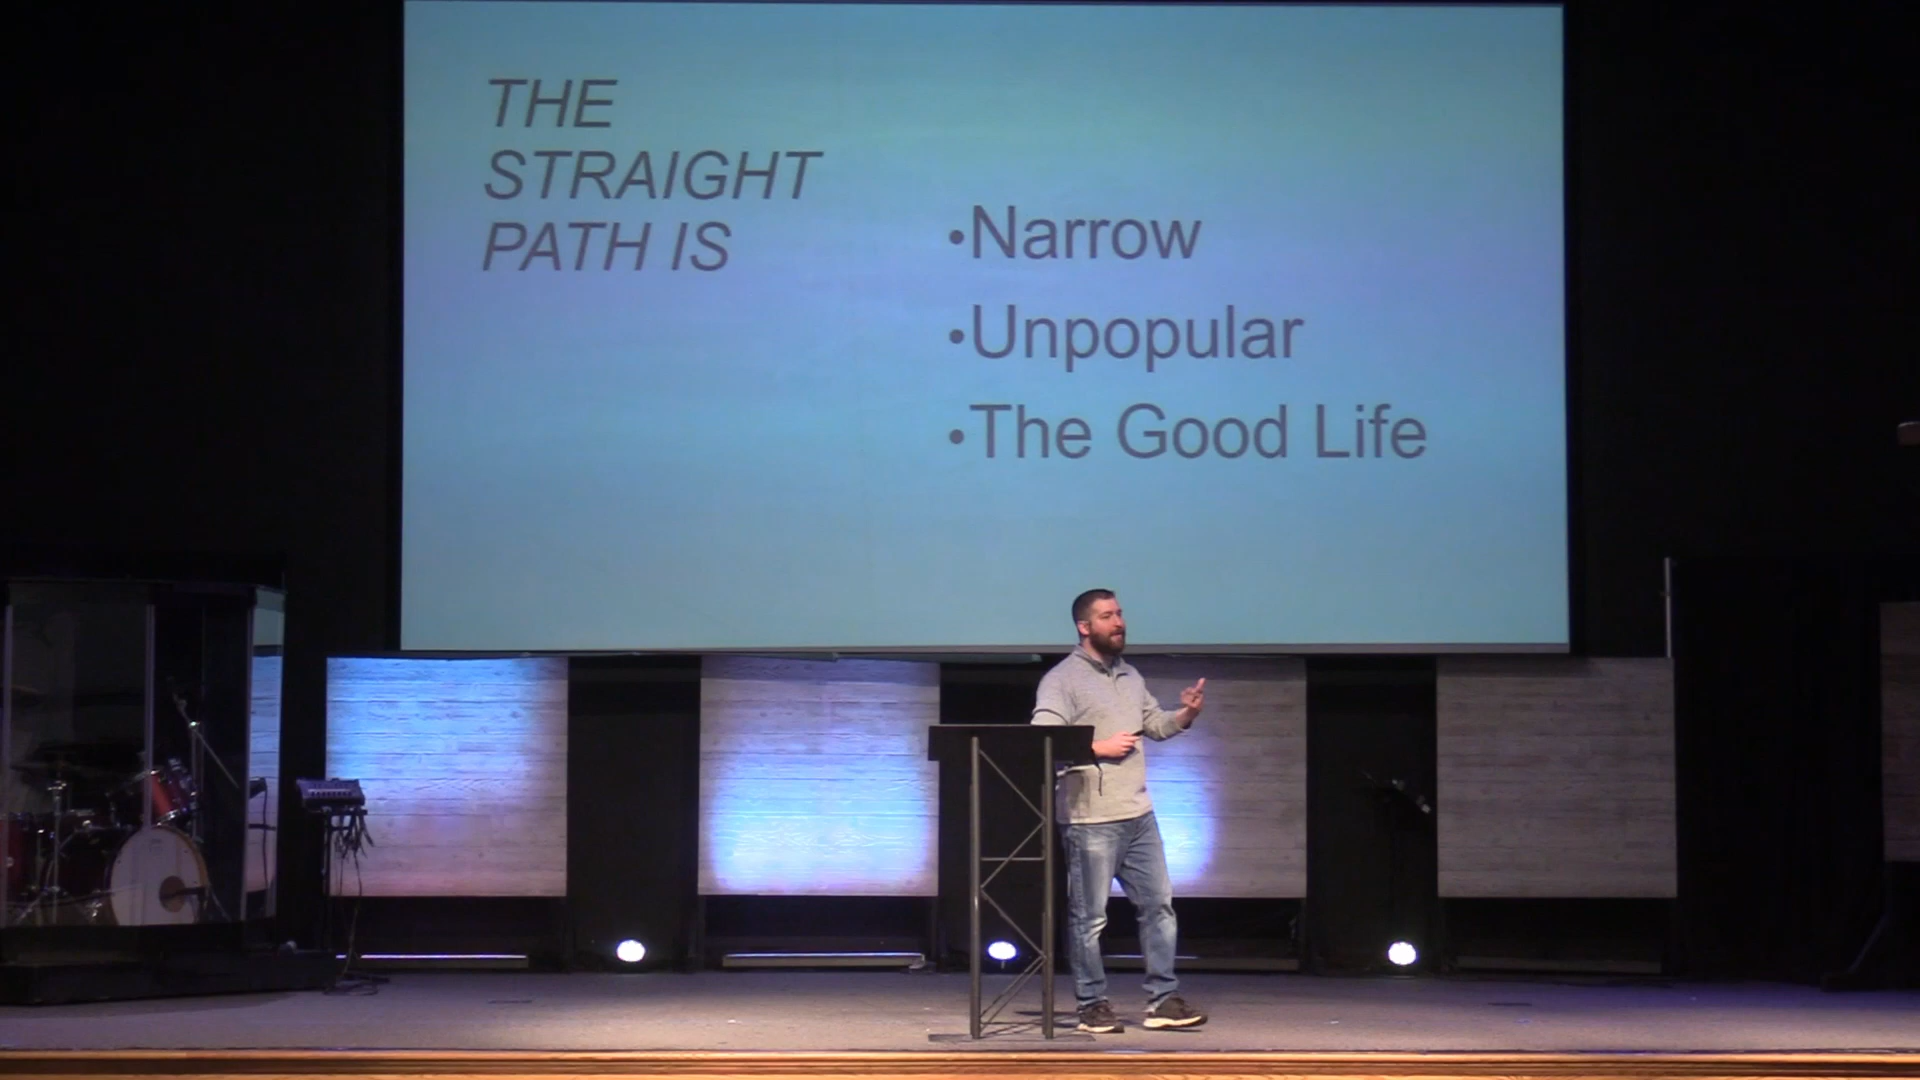 THE
STRAIGHT
PATH IS
•Narrow
•Unpopular
•The Good Life